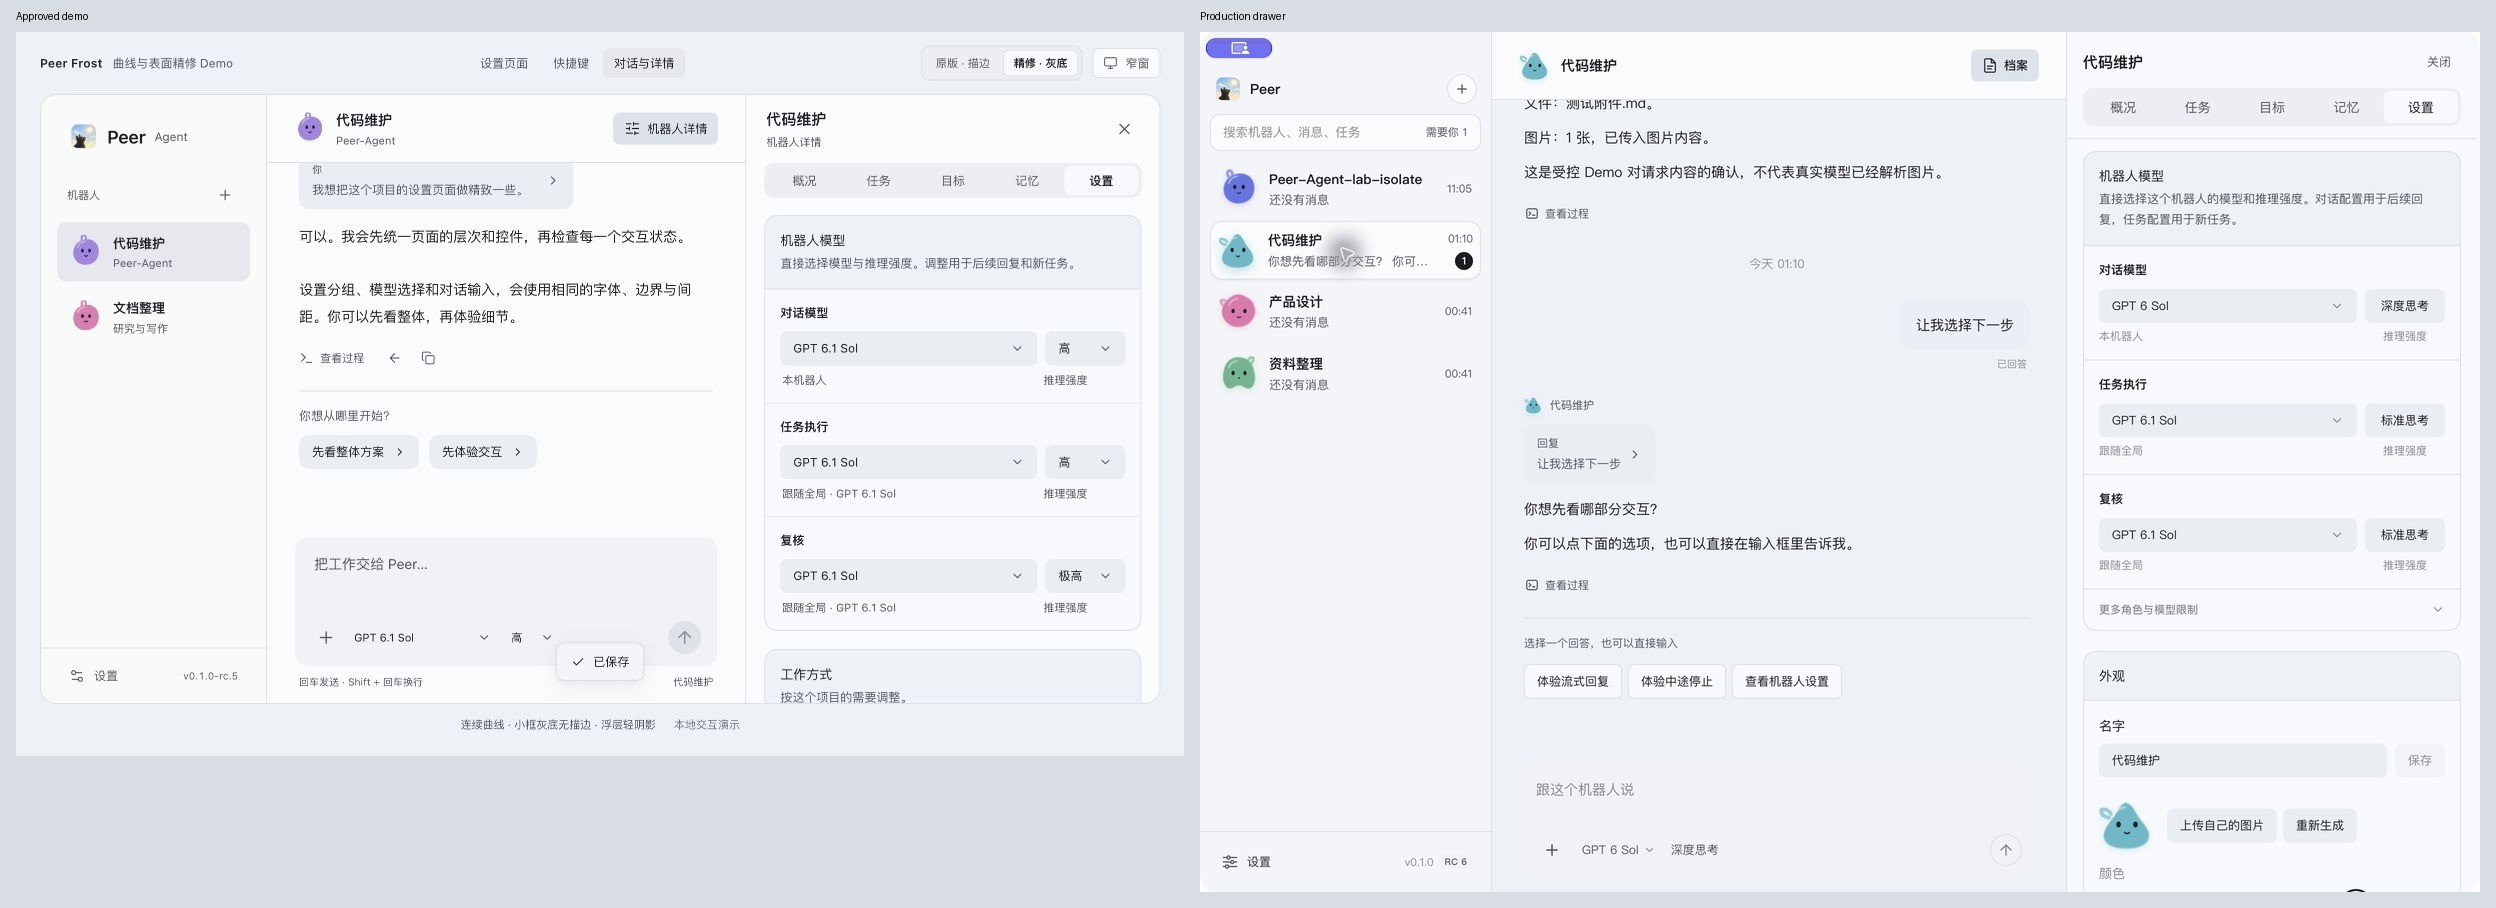 Approved demo
Peer Frost 曲线与表面精修 Demo
设置页面 快捷键 对话与详情
原版 · 描边 精修 · 灰底 窄窗
Peer Agent
机器人
代码维护
Peer-Agent
文档整理
研究与写作
设置 v0.1.0-rc.5
代码维护
Peer-Agent
机器人详情
你
我想把这个项目的设置页面做精致一些。
可以。我会先统一页面的层次和控件，再检查每一个交互状态。
设置分组、模型选择和对话输入，会使用相同的字体、边界与间
距。你可以先看整体，再体验细节。
查看过程
你想从哪里开始？
先看整体方案 先体验交互
把工作交给 Peer...
GPT 6.1 Sol 高
已保存
回车发送 · Shift + 回车换行 代码维护
代码维护
机器人详情
概况 任务 目标 记忆 设置
机器人模型
直接选择模型与推理强度。调整用于后续回复和新任务。
对话模型
GPT 6.1 Sol 高
本机器人 推理强度
任务执行
GPT 6.1 Sol 高
跟随全局 · GPT 6.1 Sol 推理强度
复核
GPT 6.1 Sol 极高
跟随全局 · GPT 6.1 Sol 推理强度
工作方式
按这个项目的需要调整。
连续曲线 · 小框灰底无描边 · 浮层轻阴影 本地交互演示
Production drawer
Peer
搜索机器人、消息、任务 需要你 1
Peer-Agent-lab-isolate 11:05
还没有消息
代码维护 01:10
你想先看哪部分交互？ 你可... 1
产品设计 00:41
还没有消息
资料整理 00:41
还没有消息
设置 v0.1.0 RC 6
代码维护
档案
文件：测试附件.md。
图片：1 张，已传入图片内容。
这是受控 Demo 对请求内容的确认，不代表真实模型已经解析图片。
查看过程
今天 01:10
让我选择下一步
已回答
代码维护
回复
让我选择下一步
你想先看哪部分交互？
你可以点下面的选项，也可以直接在输入框里告诉我。
查看过程
选择一个回答，也可以直接输入
体验流式回复 体验中途停止 查看机器人设置
跟这个机器人说
GPT 6 Sol 深度思考
代码维护 关闭
概况 任务 目标 记忆 设置
机器人模型
直接选择这个机器人的模型和推理强度。对话配置用于后续回
复，任务配置用于新任务。
对话模型
GPT 6 Sol 深度思考
本机器人 推理强度
任务执行
GPT 6.1 Sol 标准思考
跟随全局 推理强度
复核
GPT 6.1 Sol 标准思考
跟随全局 推理强度
更多角色与模型限制
外观
名字
代码维护 保存
上传自己的图片 重新生成
颜色